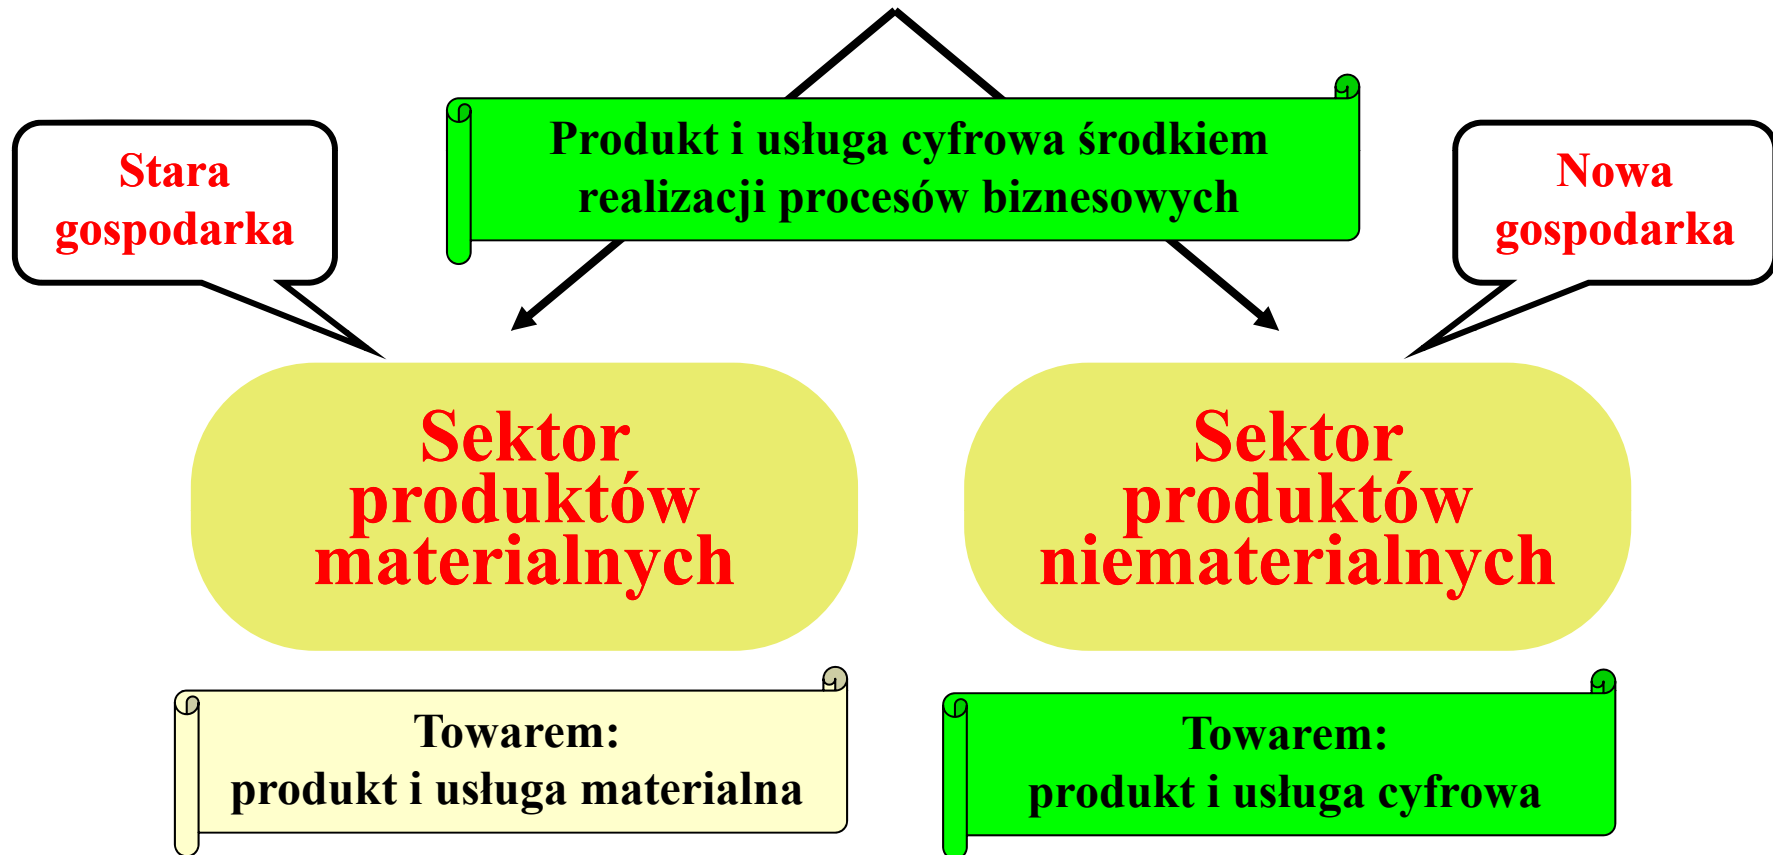 Produkt i usługa cyfrowa środkiem
realizacji procesów biznesowych
Stara
gospodarka
Nowa
gospodarka
Sektor
produktów
materialnych
Sektor
produktów
niematerialnych
Towarem:
produkt i usługa materialna
Towarem:
produkt i usługa cyfrowa